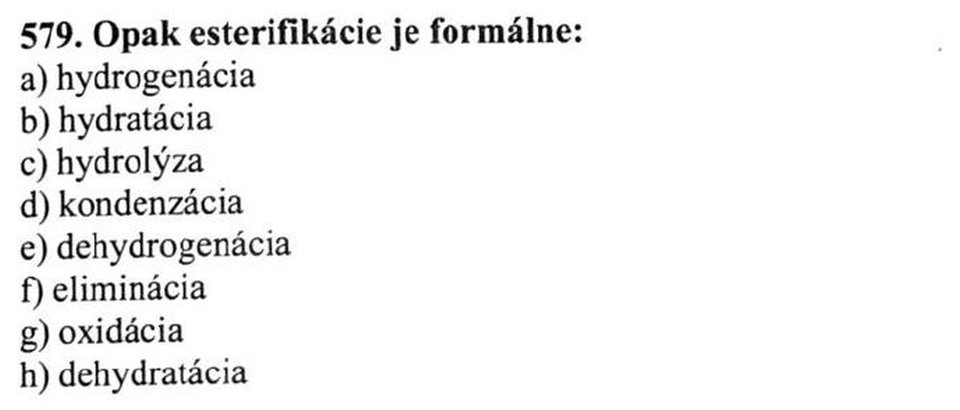 579. Opak esterifikácie je formálne:
a) hydrogenácia
b) hydratácia
c) hydrolýza
d) kondenzácia
e) dehydrogenácia
f) eliminácia
g) oxidácia
h) dehydratácia